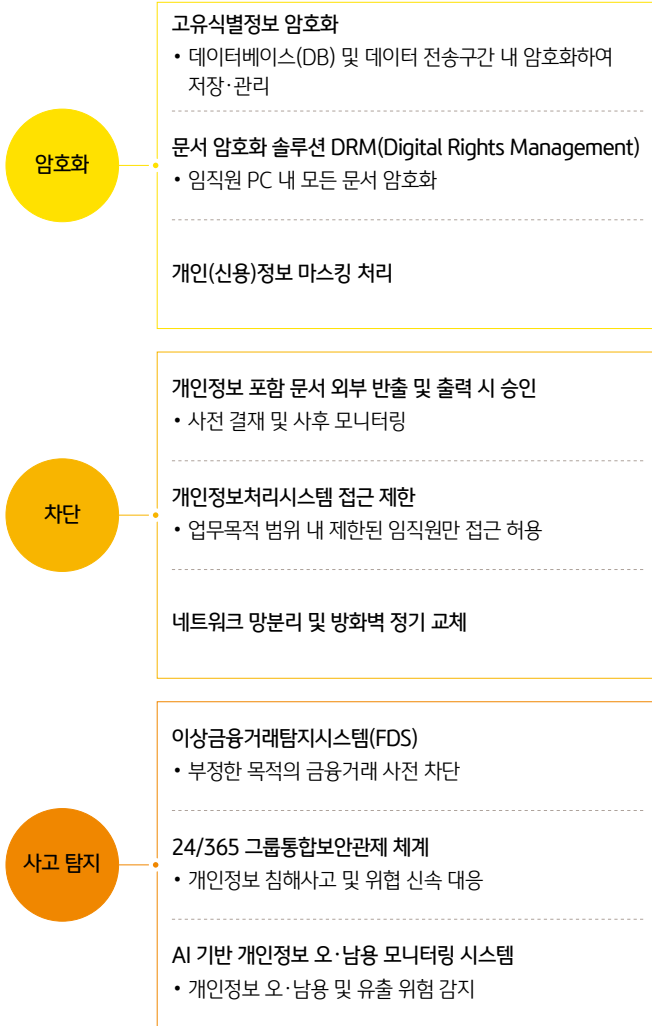 암호화
고유식별정보 암호화
• 데이터베이스(DB) 및 데이터 전송구간 내 암호화하여
저장·관리
문서 암호화 솔루션 DRM(Digital Rights Management)
• 임직원 PC 내 모든 문서 암호화
개인(신용)정보 마스킹 처리
차단
개인정보 포함 문서 외부 반출 및 출력 시 승인
• 사전 결재 및 사후 모니터링
개인정보처리시스템 접근 제한
• 업무목적 범위 내 제한된 임직원만 접근 허용
네트워크 망분리 및 방화벽 정기 교체
사고 탐지
이상금융거래탐지시스템(FDS)
• 부정한 목적의 금융거래 사전 차단
24/365 그룹통합보안관제 체계
• 개인정보 침해사고 및 위협 신속 대응
AI 기반 개인정보 오·남용 모니터링 시스템
• 개인정보 오·남용 및 유출 위험 감지